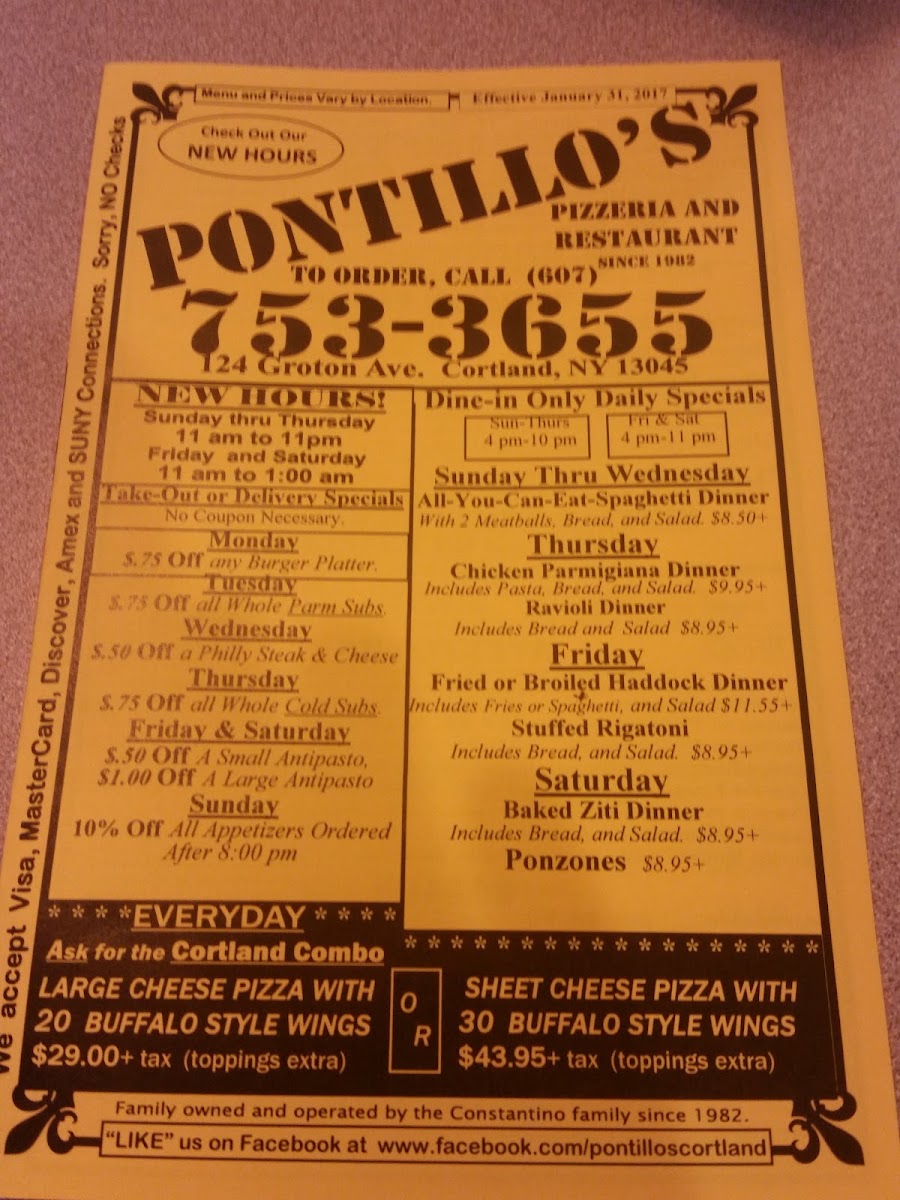 Menu and Prices Vary by Location.
Effective January 31, 2017
Check Out Our
NEW HOURS
PONTILLO'S
PIZZERIA AND
RESTAURANT
SINCE 1982
TO ORDER, CALL (607)
753-3655
124 Groton Ave. Cortland, NY 13045
NEW HOURS!
Sunday thru Thursday
11 am to 11pm
Friday and Saturday
11 am to 1:00 am
Take-Out or Delivery Specials
No Coupon Necessary.
Monday
$.75 Off any Burger Platter.
Tuesday
$.75 Off all Whole Parm Subs.
Wednesday
$.50 Off a Philly Steak & Cheese
Thursday
$.75 Off all Whole Cold Subs.
Friday & Saturday
$.50 Off A Small Antipasto,
$1.00 Off A Large Antipasto
Sunday
10% Off All Appetizers Ordered
After 8:00 pm
Dine-in Only Daily Specials
Sun-Thurs
4 pm-10 pm
Fri & Sat
4 pm-11 pm
Sunday Thru Wednesday
All-You-Can-Eat-Spaghetti Dinner
With 2 Meatballs, Bread, and Salad. $8.50+
Thursday
Chicken Parmigiana Dinner
Includes Pasta, Bread, and Salad. $9.95+
Ravioli Dinner
Includes Bread and Salad $8.95+
Friday
Fried or Broiled Haddock Dinner
Includes Fries or Spaghetti, and Salad $11.55+
Stuffed Rigatoni
Includes Bread, and Salad. $8.95+
Saturday
Baked Ziti Dinner
Includes Bread, and Salad. $8.95+
Ponzones $8.95+
* * * *EVERYDAY * * * *
Ask for the Cortland Combo
LARGE CHEESE PIZZA WITH
20 BUFFALO STYLE WINGS
$29.00+ tax (toppings extra)
OR
* * * * * * * * * * * * * * * * * * * *
SHEET CHEESE PIZZA WITH
30 BUFFALO STYLE WINGS
$43.95+ tax (toppings extra)
Family owned and operated by the Constantino family since 1982.
"LIKE" us on Facebook at www.facebook.com/pontilloscortland
We accept Visa, MasterCard, Discover, Amex and SUNY Connections. Sorry, NO Checks